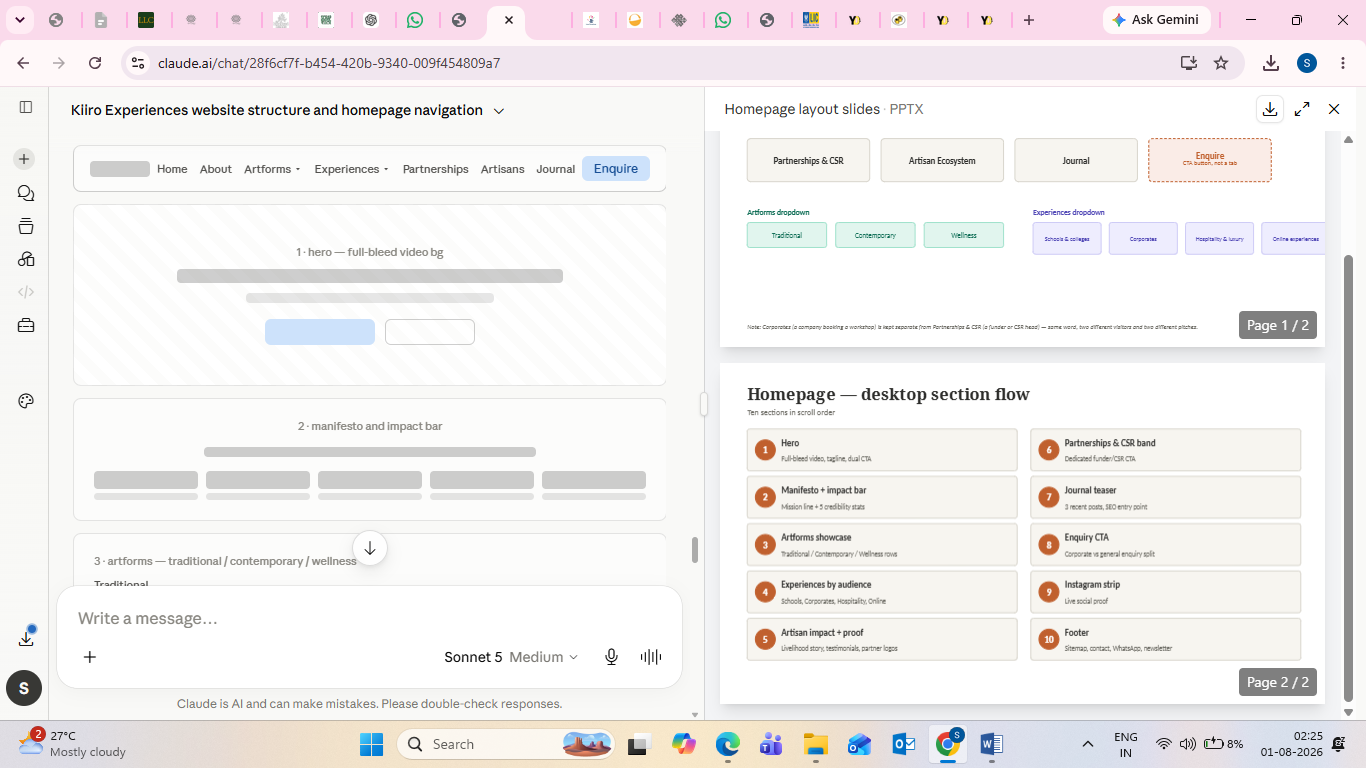 LLC
Ask Gemini
claude.ai/chat/28f6cf7f-b454-420b-9340-009f454809a7
S
Kiiro Experiences website structure and homepage navigation
Home About Artforms Experiences Partnerships Artisans Journal Enquire
1 · hero — full-bleed video bg
2 · manifesto and impact bar
3 · artforms — traditional / contemporary / wellness
Traditional
Write a message…
Sonnet 5 Medium
Claude is AI and can make mistakes. Please double-check responses.
S
Homepage layout slides · PPTX
Partnerships & CSR
Artisan Ecosystem
Journal
Enquire
CTA button, not a tab
Artforms dropdown
Traditional
Contemporary
Wellness
Experiences dropdown
Schools & colleges
Corporates
Hospitality & luxury
Online experiences
Note: Corporates (a company booking a workshop) is kept separate from Partnerships & CSR (a funder or CSR head) — same word, two different visitors and two different pitches.
Page 1 / 2
Homepage — desktop section flow
Ten sections in scroll order
1 Hero
Full-bleed video, tagline, dual CTA
2 Manifesto + impact bar
Mission line + 5 credibility stats
3 Artforms showcase
Traditional / Contemporary / Wellness rows
4 Experiences by audience
Schools, Corporates, Hospitality, Online
5 Artisan impact + proof
Livelihood story, testimonials, partner logos
6 Partnerships & CSR band
Dedicated funder/CSR CTA
7 Journal teaser
3 recent posts, SEO entry point
8 Enquiry CTA
Corporate vs general enquiry split
9 Instagram strip
Live social proof
10 Footer
Sitemap, contact, WhatsApp, newsletter
Page 2 / 2
2
27°C
Mostly cloudy
Search
S
ENG
IN
8%
02:25
01-08-2026